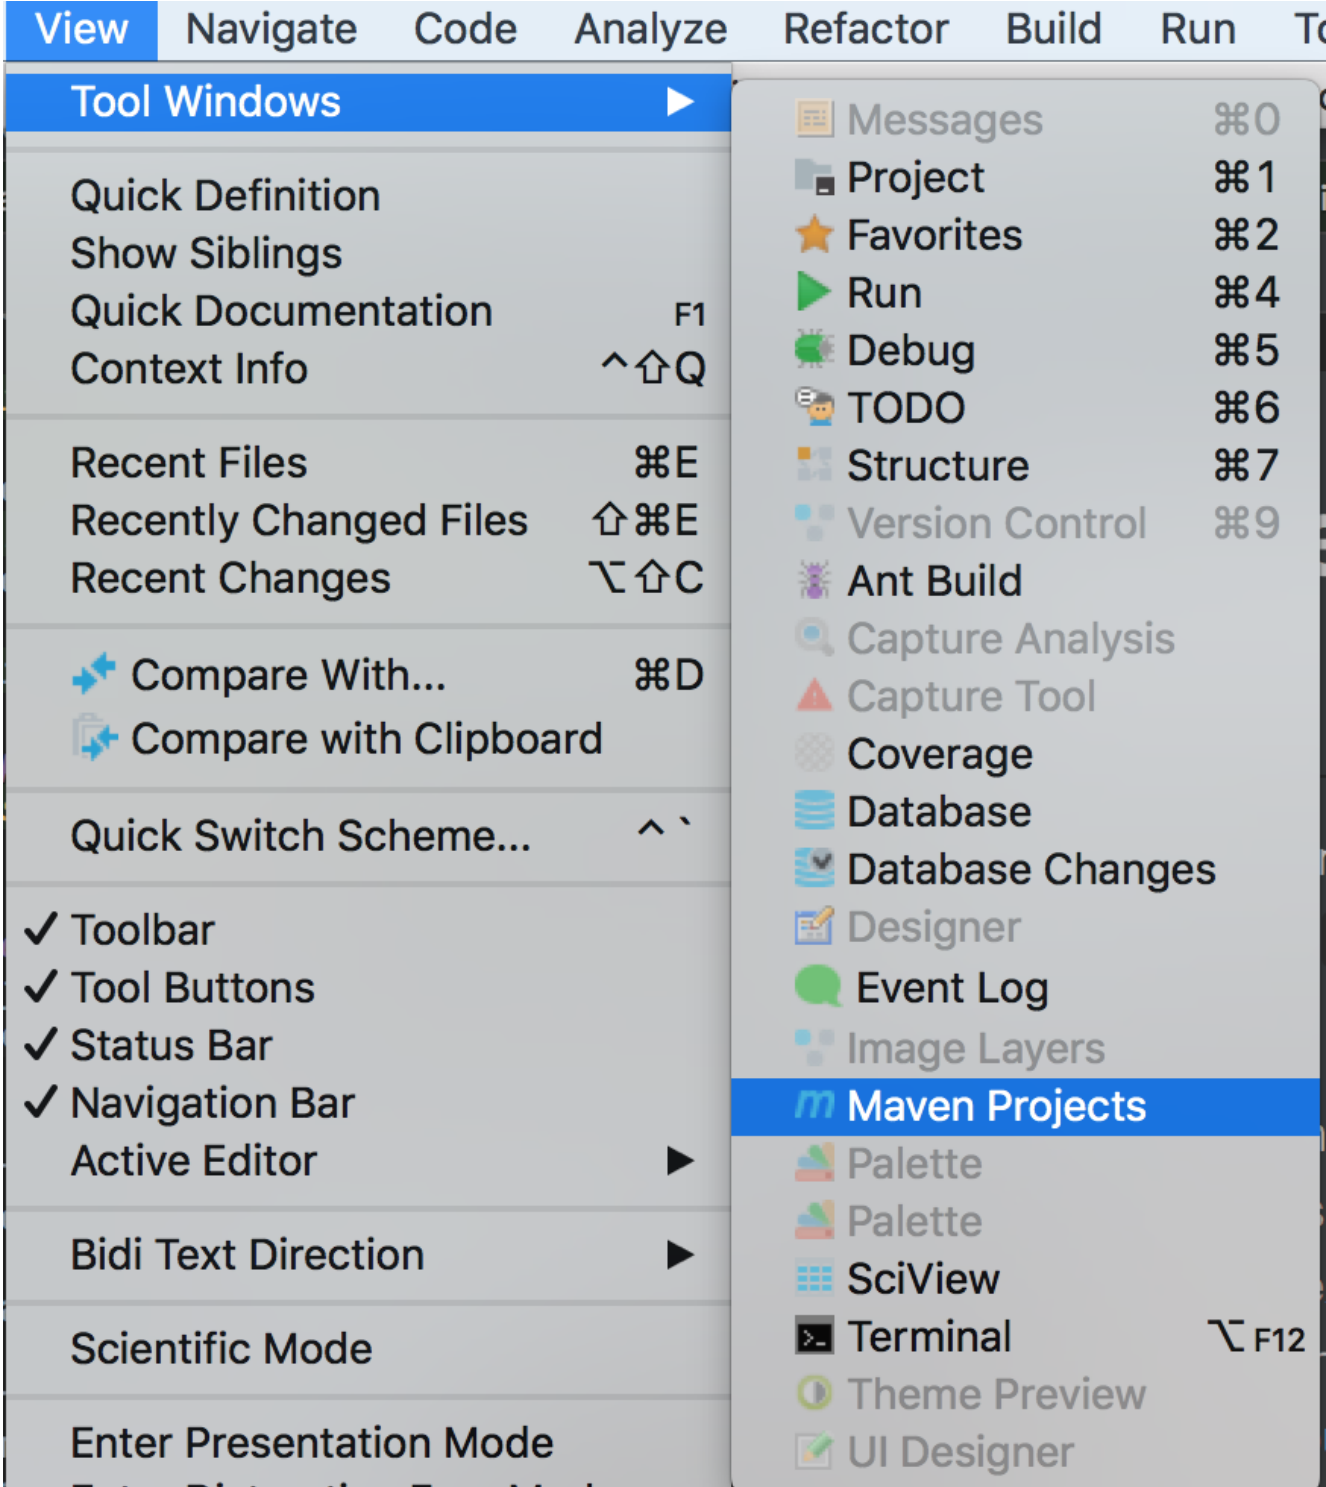 View Navigate Code Analyze Refactor Build Run
Tool Windows
Quick Definition
Show Siblings
Quick Documentation F1
Context Info ^⇧Q
Recent Files ⌘E
Recently Changed Files ⇧⌘E
Recent Changes ⌥⇧C
Compare With... ⌘D
Compare with Clipboard
Quick Switch Scheme... ^`
Toolbar
Tool Buttons
Status Bar
Navigation Bar
Active Editor
Bidi Text Direction
Scientific Mode
Enter Presentation Mode
Messages ⌘0
Project ⌘1
Favorites ⌘2
Run ⌘4
Debug ⌘5
TODO ⌘6
Structure ⌘7
Version Control ⌘9
Ant Build
Capture Analysis
Capture Tool
Coverage
Database
Database Changes
Designer
Event Log
Image Layers
Maven Projects
Palette
Palette
SciView
Terminal ⌥F12
Theme Preview
UI Designer